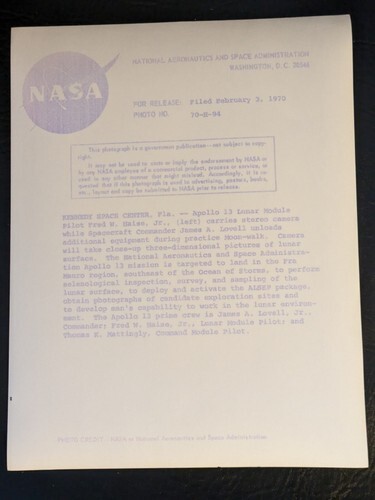 NASA
NATIONAL AERONAUTICS AND SPACE ADMINISTRATION
WASHINGTON, D.C. 20546
FOR RELEASE: Filed February 2, 1970
PHOTO NO. 70-H-94
This photograph is a government publication--not subject to copy-
right.
It may not be used to state or imply the endorsement by NASA or
by any NASA employee of a commercial product, process or service, or
used in any other manner that might mislead. Accordingly, it is re-
quested that if this photograph is used in advertising, posters, books,
etc., layout and copy be submitted to NASA prior to release.
KENNEDY SPACE CENTER, Fla. -- Apollo 13 Lunar Module
Pilot Fred W. Haise, Jr., (left) carries stereo camera
while Spacecraft Commander James A. Lovell unloads
additional equipment during practice Moon-walk. Camera
will take close-up three-dimensional pictures of lunar
surface. The National Aeronautics and Space Administra-
tion Apollo 13 mission is targeted to land in the Fra
Mauro region, southeast of the Ocean of Storms, to perform
selenological inspection, survey, and sampling of the
lunar surface, to deploy and activate the ALSEP package,
obtain photographs of candidate exploration sites and
to develop man's capability to work in the lunar environ-
ment. The Apollo 13 prime crew is James A. Lovell, Jr.,
Commander; Fred W. Haise, Jr., Lunar Module Pilot; and
Thomas K. Mattingly, Command Module Pilot.
PHOTO CREDIT: NASA or National Aeronautics and Space Administration